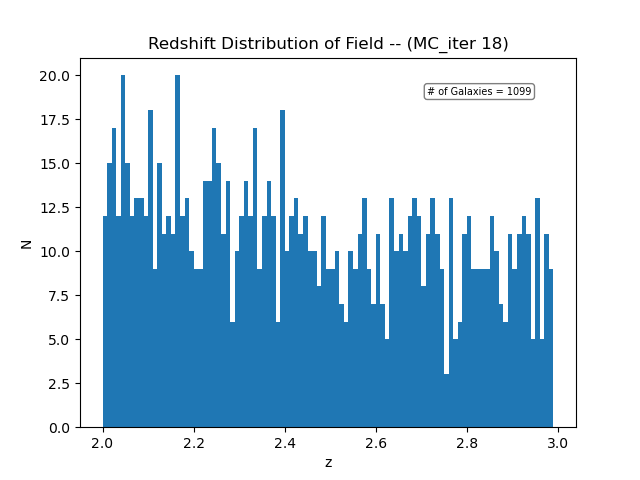 Redshift Distribution of Field -- (MC_iter 18)
# of Galaxies = 1099
20.0
17.5
15.0
12.5
10.0
7.5
5.0
2.5
0.0
N
2.0 2.2 2.4 2.6 2.8 3.0
z